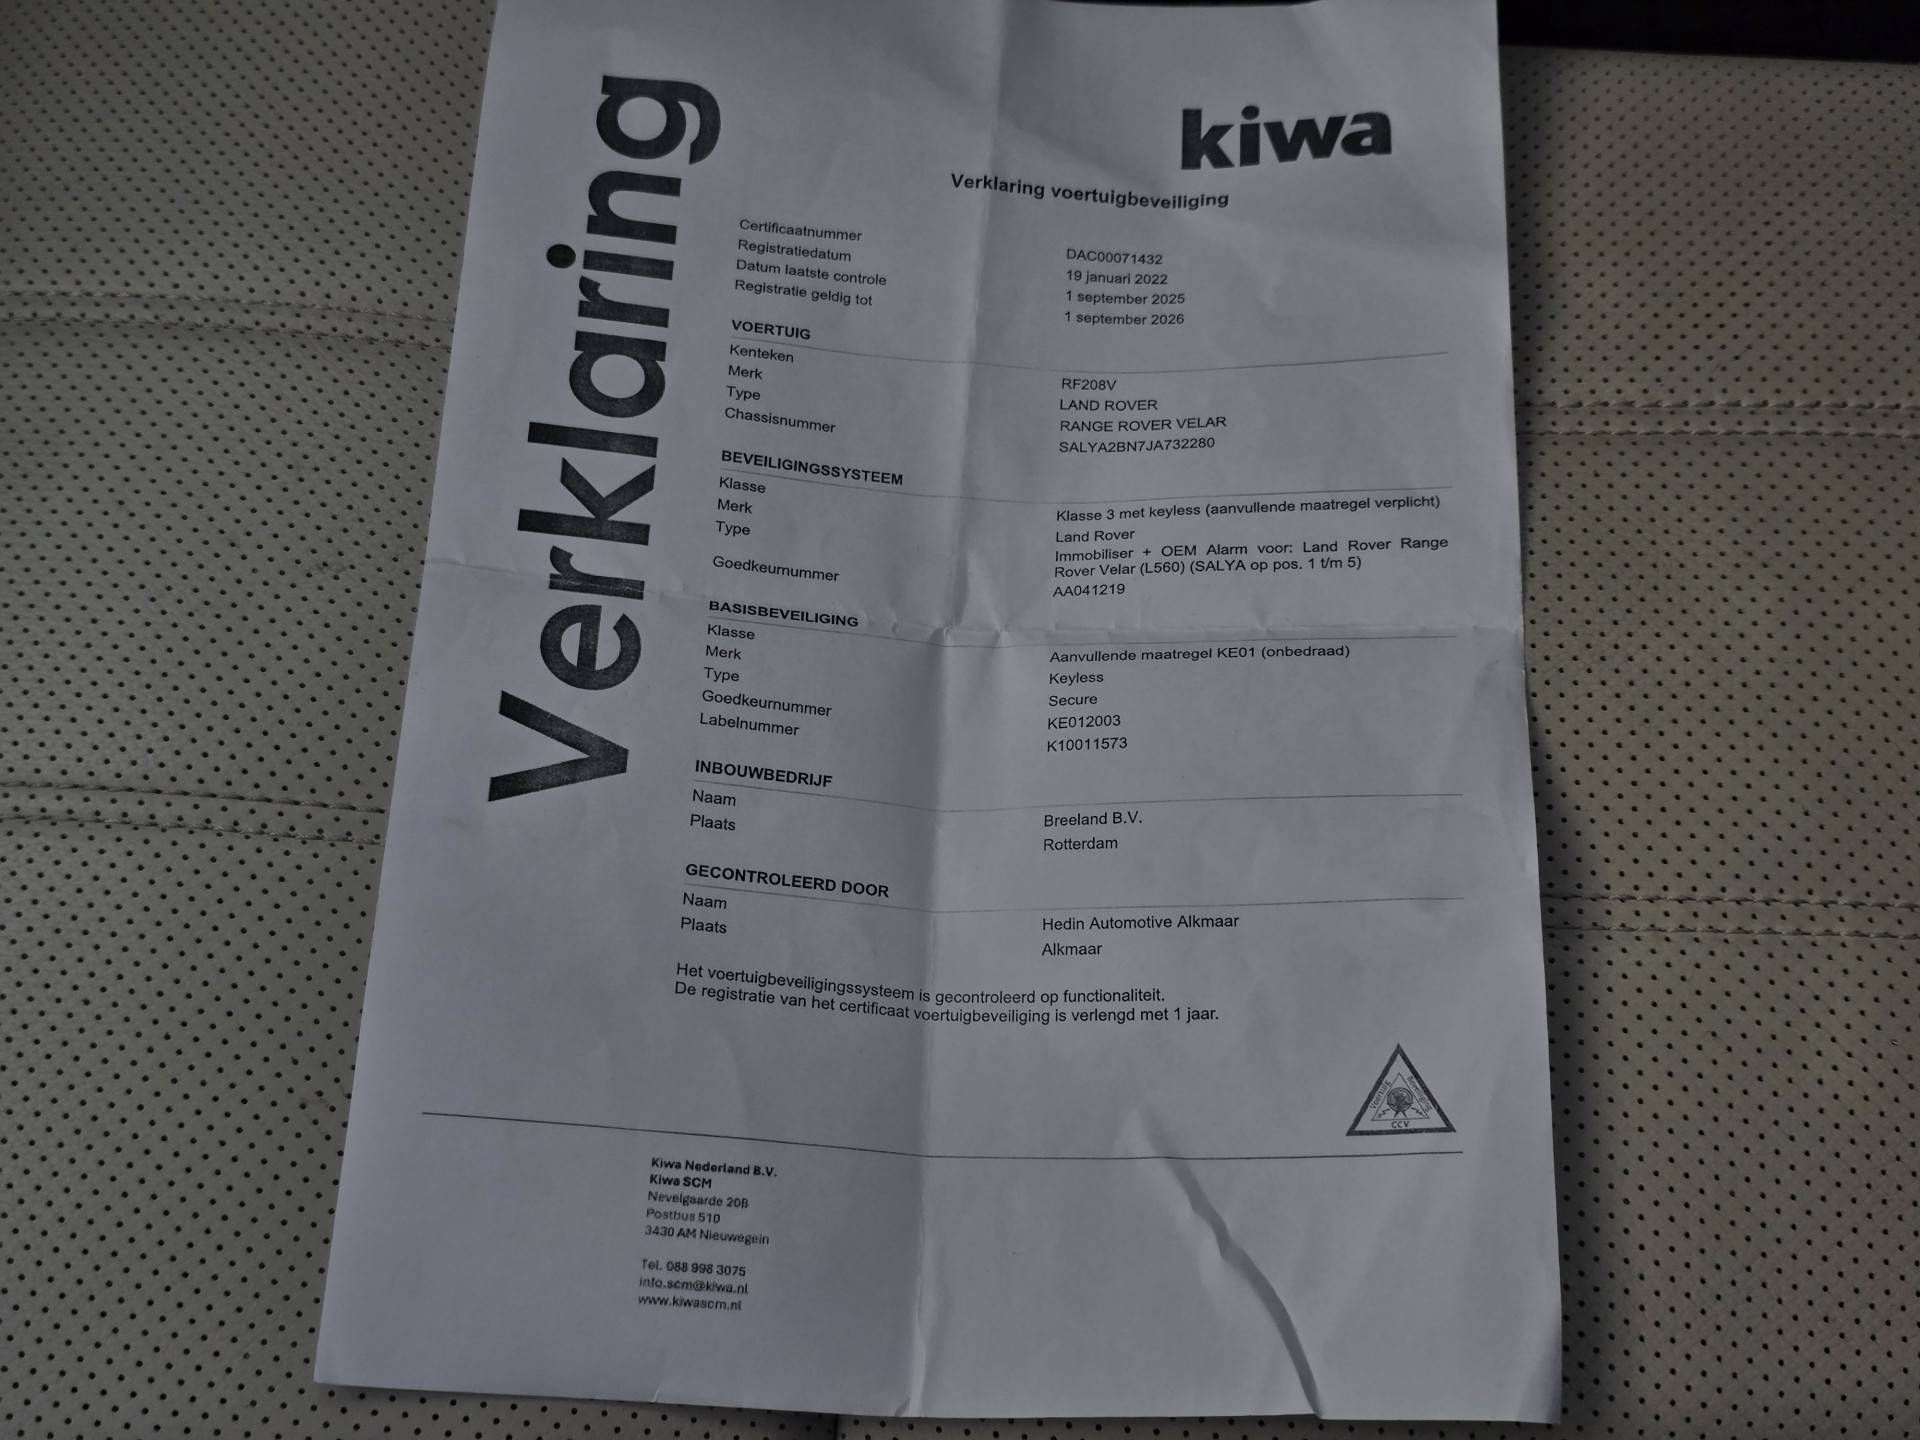 Verklaring
kiwa
Verklaring voertuigbeveiliging
Certificaatnummer DAC00071432
Registratiedatum 19 januari 2022
Datum laatste controle 1 september 2025
Registratie geldig tot 1 september 2026
VOERTUIG
Kenteken RF208V
Merk LAND ROVER
Type RANGE ROVER VELAR
Chassisnummer SALYA2BN7JA732280
BEVEILIGINGSSYSTEEM
Klasse Klasse 3 met keyless (aanvullende maatregel verplicht)
Merk Land Rover
Type Immobiliser + OEM Alarm voor: Land Rover Range
Rover Velar (L560) (SALYA op pos. 1 t/m 5)
Goedkeurnummer AA041219
BASISBEVEILIGING
Klasse Aanvullende maatregel KE01 (onbedraad)
Merk Keyless
Type Secure
Goedkeurnummer KE012003
Labelnummer K10011573
INBOUWBEDRIJF
Naam Breeland B.V.
Plaats Rotterdam
GECONTROLEERD DOOR
Naam Hedin Automotive Alkmaar
Plaats Alkmaar
Het voertuigbeveiligingssysteem is gecontroleerd op functionaliteit.
De registratie van het certificaat voertuigbeveiliging is verlengd met 1 jaar.
Voertuig Beveiliging
CCV
Kiwa Nederland B.V.
Kiwa SCM
Nevelgaarde 20B
Postbus 510
3430 AM Nieuwegein
Tel. 088 998 3075
info.scm@kiwa.nl
www.kiwascm.nl